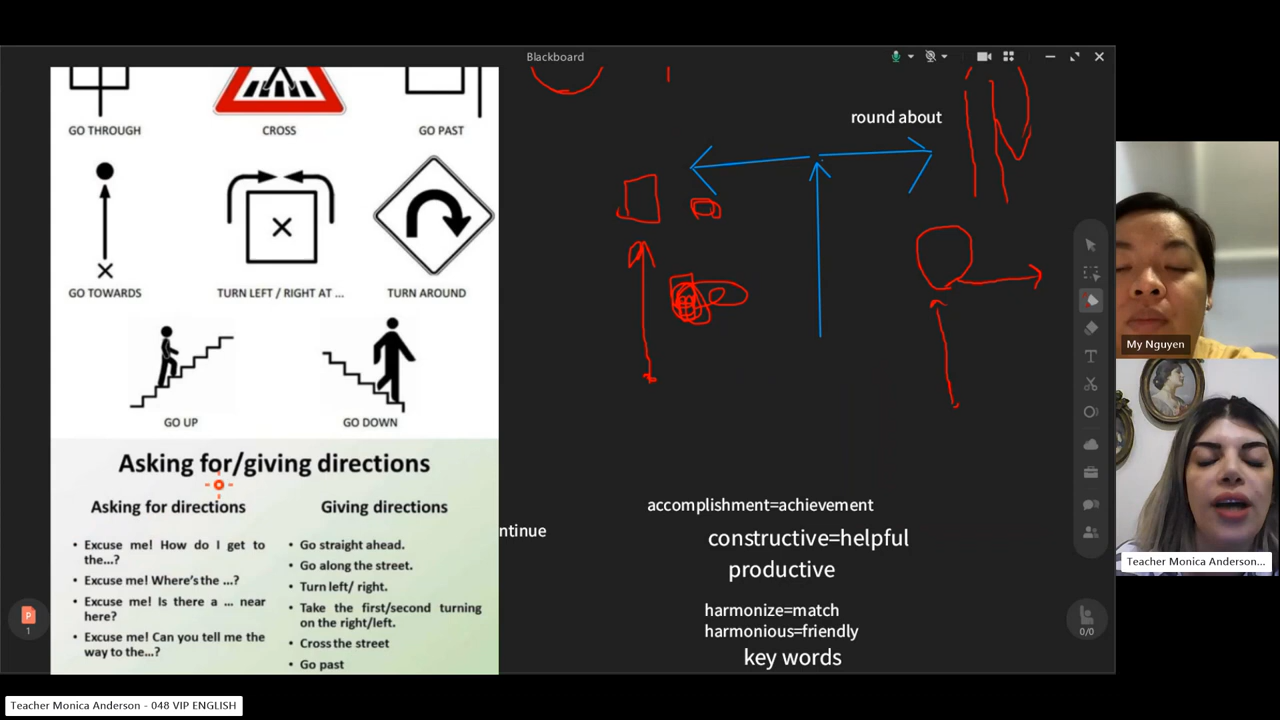 Blackboard
GO THROUGH
CROSS
GO PAST
round about
GO TOWARDS
TURN LEFT / RIGHT AT ...
TURN AROUND
GO UP
GO DOWN
Asking for/giving directions
Asking for directions
• Excuse me! How do I get to
the...?
• Excuse me! Where's the ...?
• Excuse me! Is there a ... near
here?
• Excuse me! Can you tell me the
way to the...?
Giving directions
• Go straight ahead.
• Go along the street.
• Turn left/ right.
• Take the first/second turning
on the right/left.
• Cross the street
• Go past
ntinue
accomplishment=achievement
constructive=helpful
productive
harmonize=match
harmonious=friendly
key words
P
1
T
0/0
My Nguyen
Teacher Monica Anderson...
Teacher Monica Anderson - 048 VIP ENGLISH